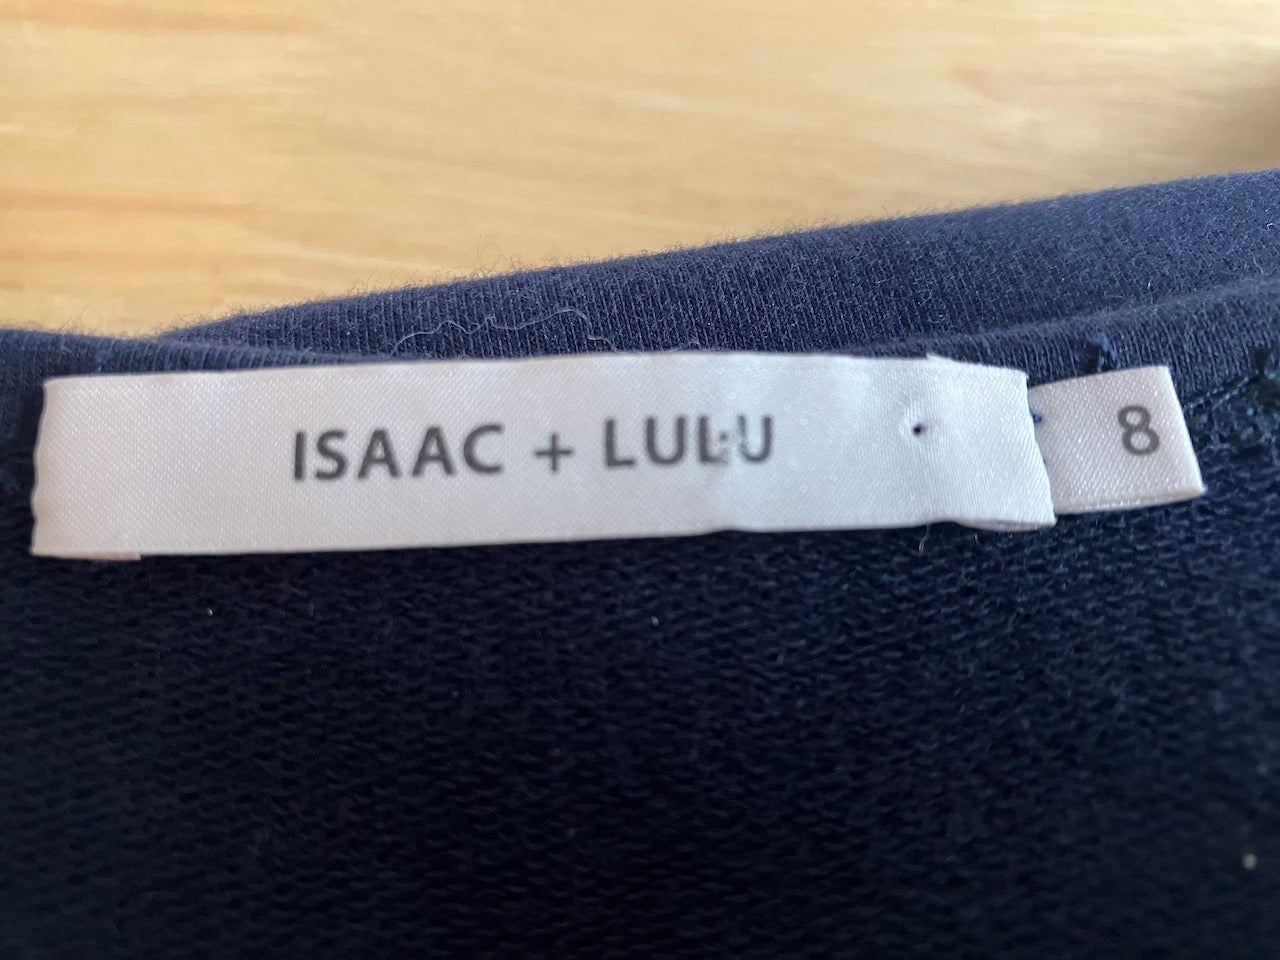 ISAAC + LULU
8